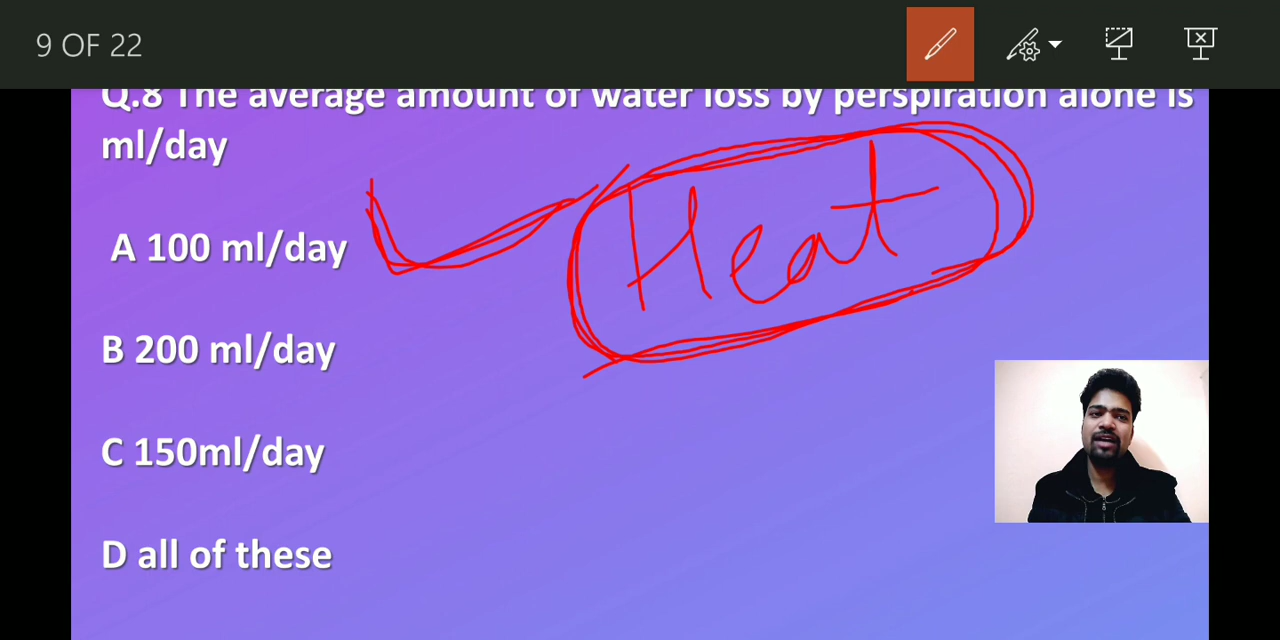 9 OF 22
Q.8 The average amount of water loss by perspiration alone is
ml/day
Heat
A 100 ml/day
B 200 ml/day
C 150ml/day
D all of these